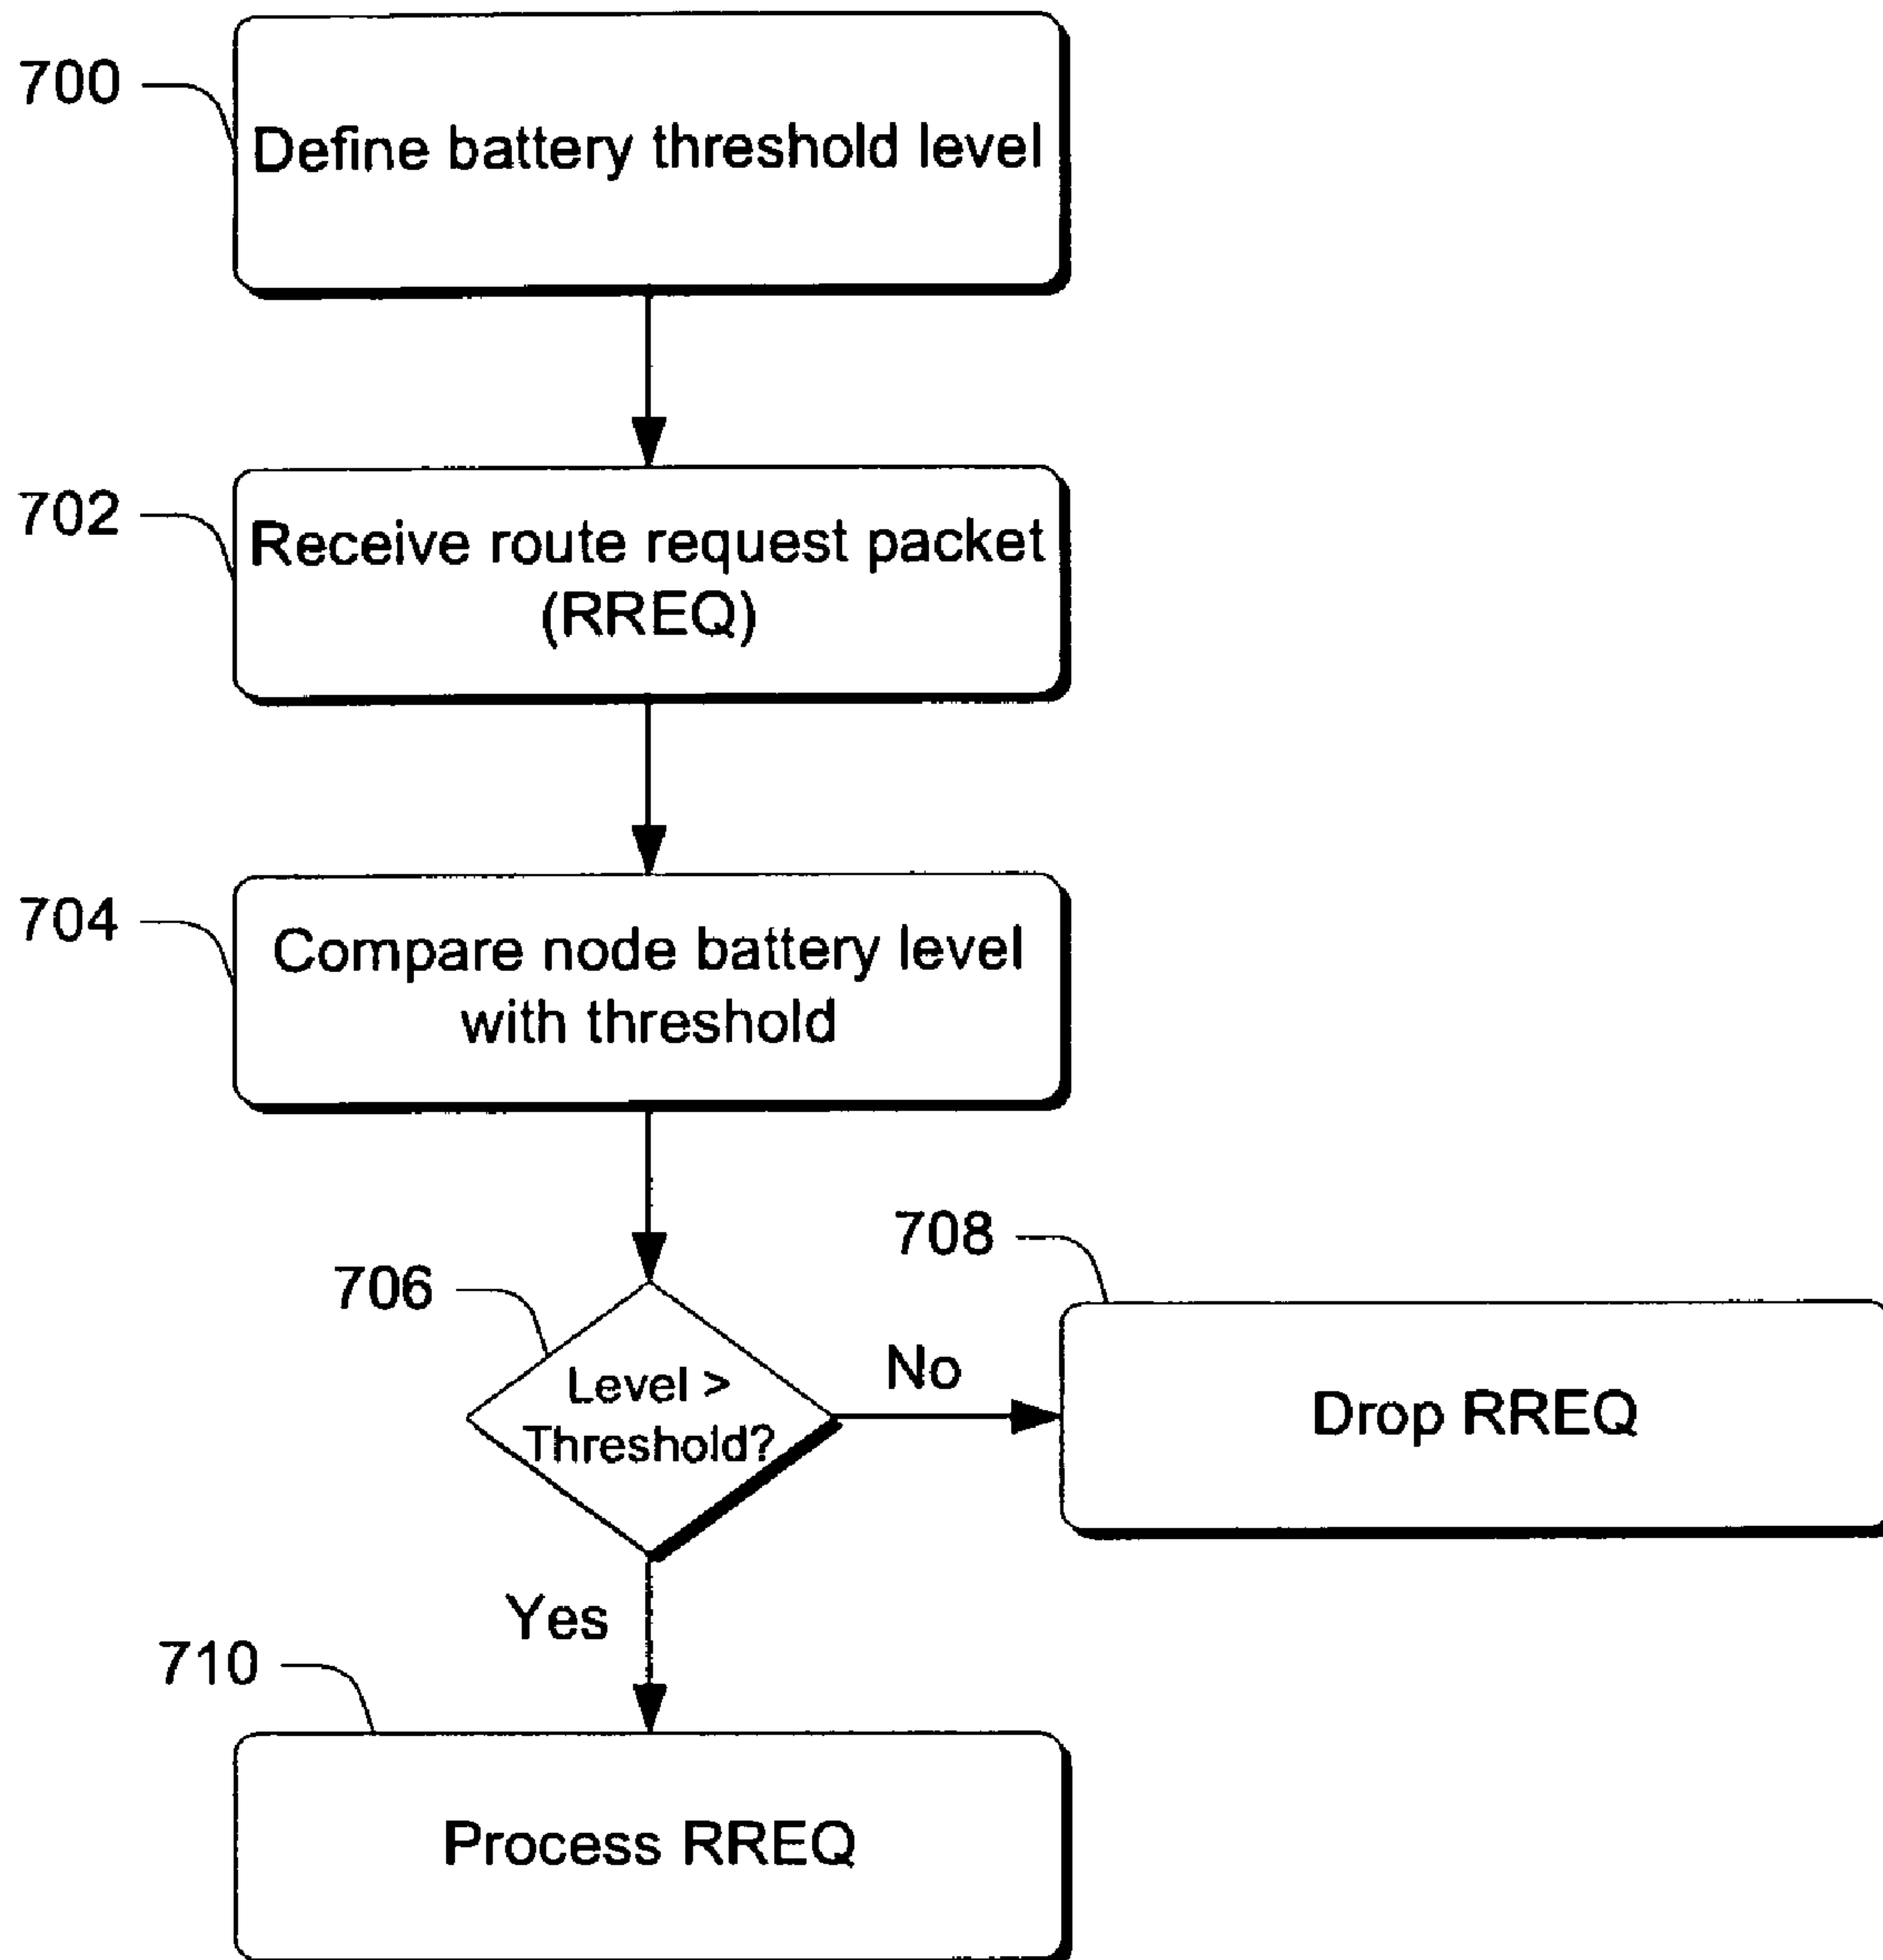 700
Define battery threshold level
702
Receive route request packet
(RREQ)
704
Compare node battery level
with threshold
706
Level >
Threshold?
No
708
Drop RREQ
Yes
710
Process RREQ